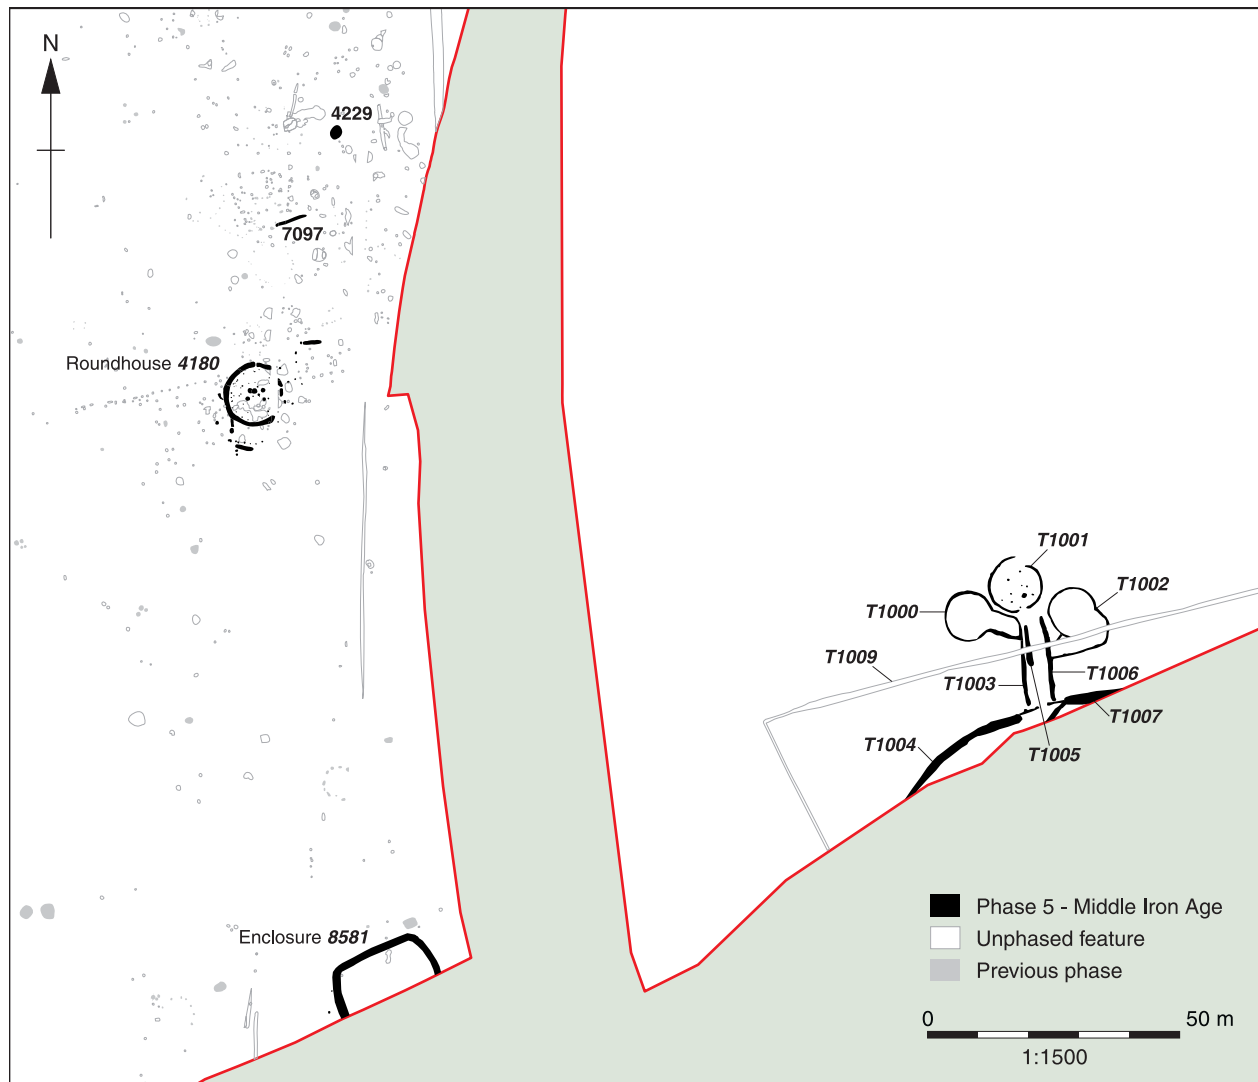 N
4229
7097
Roundhouse 4180
T1001
T1002
T1000
T1009
T1003
T1006
T1007
T1004
T1005
Enclosure 8581
Phase 5 - Middle Iron Age
Unphased feature
Previous phase
0 50 m
1:1500